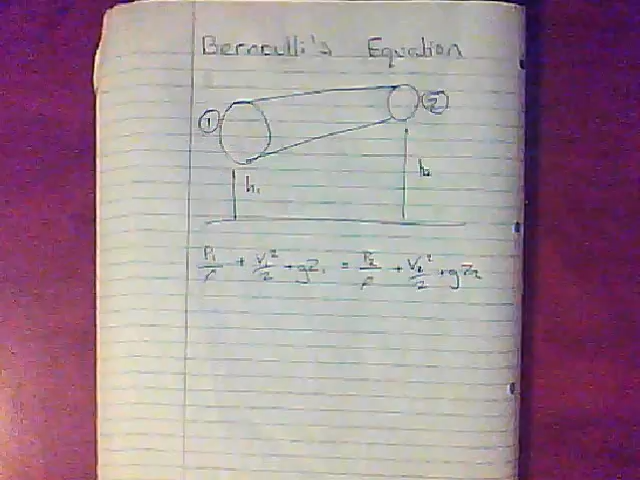 Bernoulli's Equation
① ②
h₁ h₂
P₁/ρ + V₁²/2 + gZ₁ = P₂/ρ + V₂²/2 + gZ₂